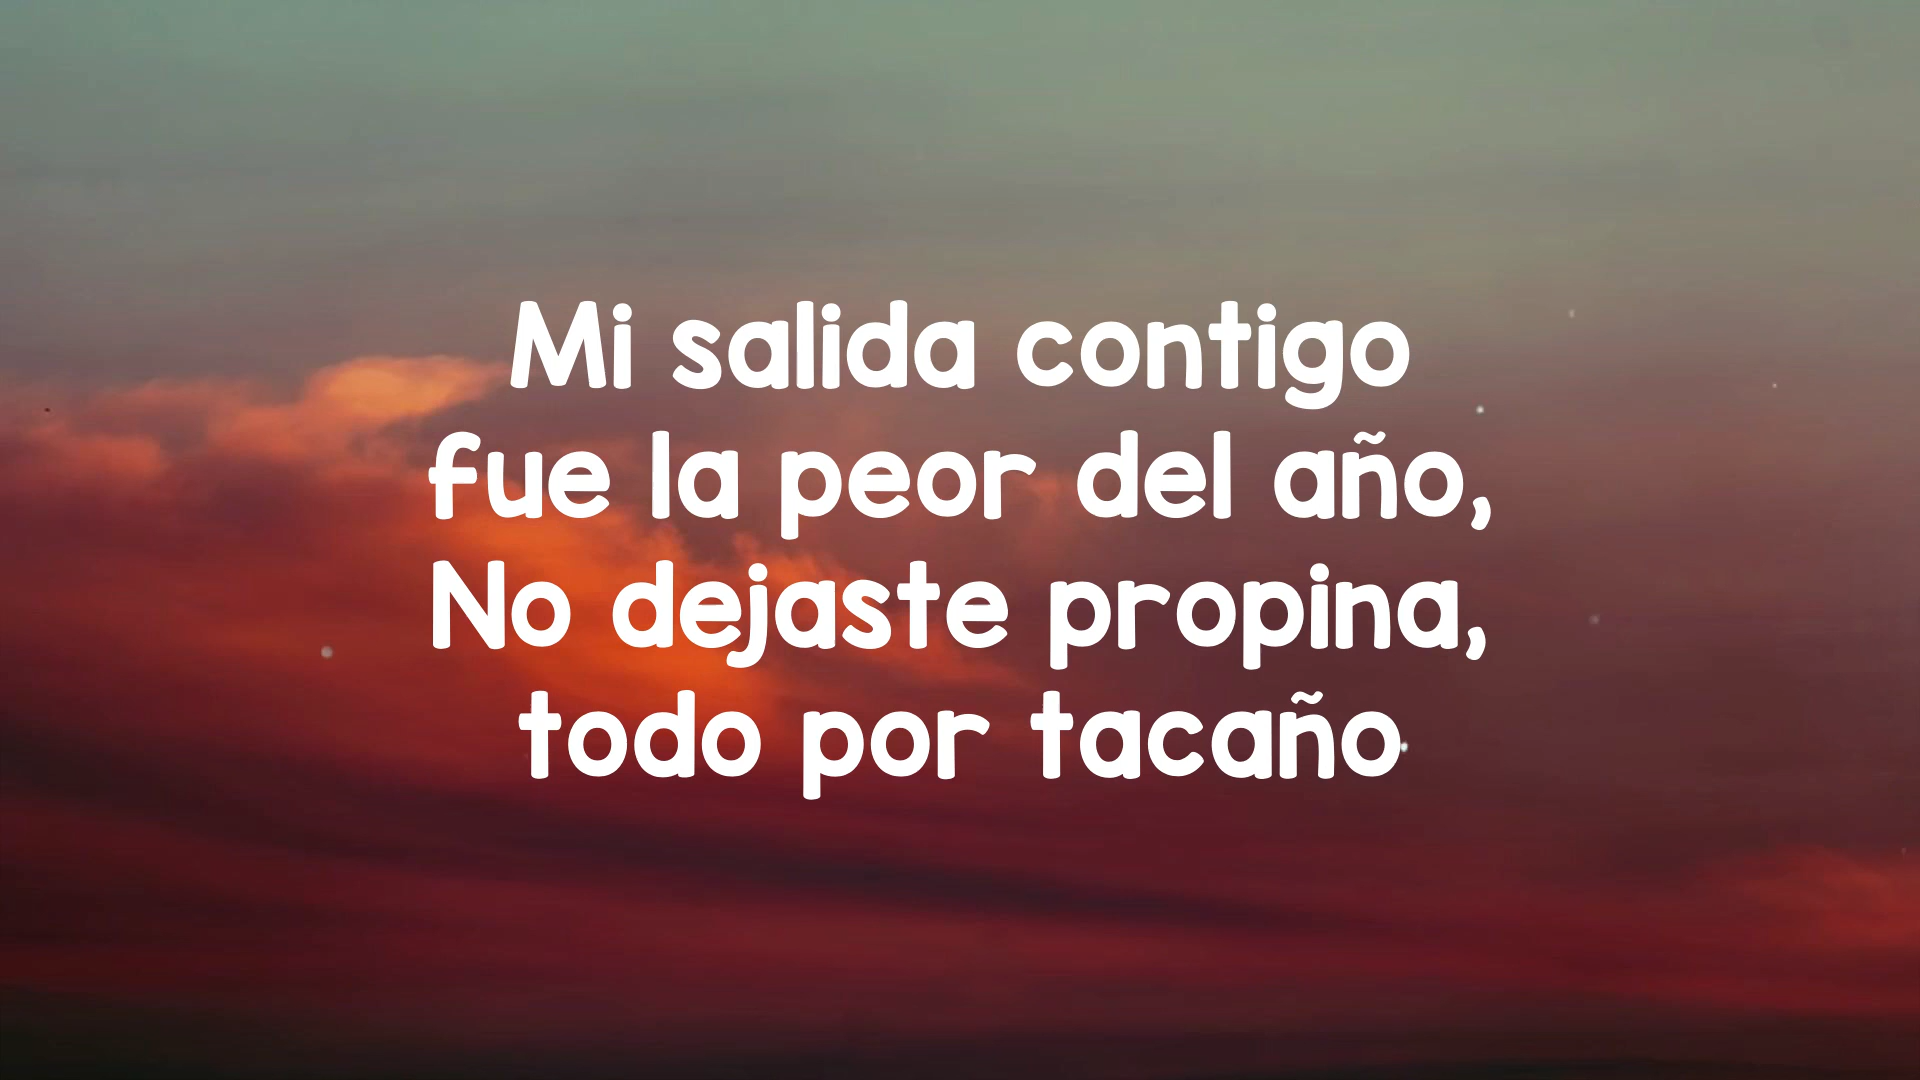 Mi salida contigo
fue la peor del año,
No dejaste propina,
todo por tacaño